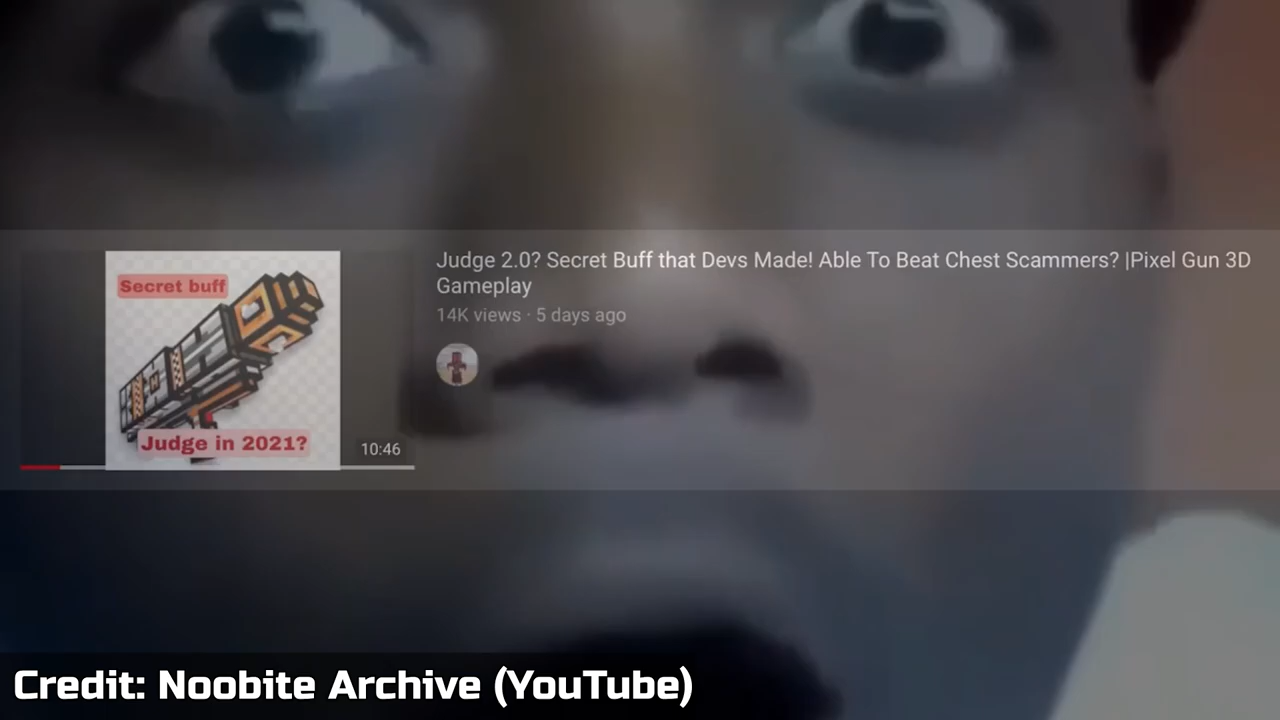 Secret buff
Judge in 2021?
10:46
Judge 2.0? Secret Buff that Devs Made! Able To Beat Chest Scammers? |Pixel Gun 3D
Gameplay
14K views · 5 days ago
Credit: Noobite Archive (YouTube)